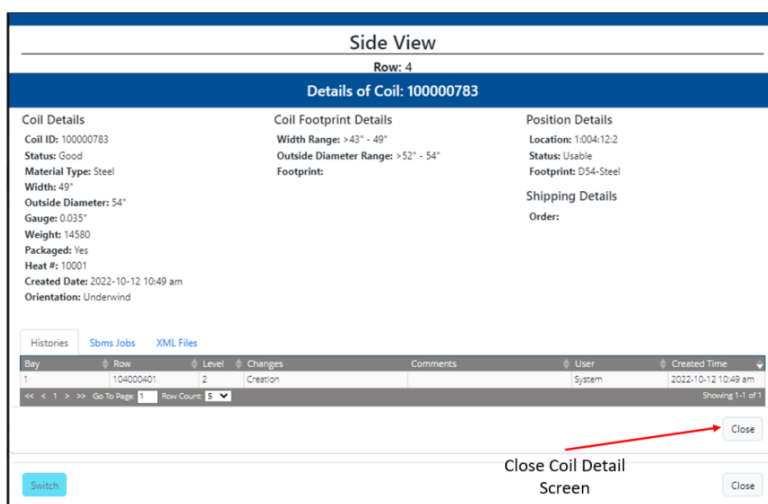 Side View
Row: 4
Details of Coil: 100000783
Coil Details
Coil ID: 100000783
Status: Good
Material Type: Steel
Width: 49"
Outside Diameter: 54"
Gauge: 0.035"
Weight: 14580
Packaged: Yes
Heat #: 10001
Created Date: 2022-10-12 10:49 am
Orientation: Underwind
Coil Footprint Details
Width Range: >43" - 49"
Outside Diameter Range: >52" - 54"
Footprint:
Position Details
Location: 1:004:12:2
Status: Usable
Footprint: D54-Steel
Shipping Details
Order:
Histories Sbms Jobs XML Files
Bay Row Level Changes Comments User Created Time
1 104000401 2 Creation System 2022-10-12 10:49 am
<< < 1 > >> Go To Page: 1 Row Count: 5 Showing 1-1 of 1
Close
Close Coil Detail
Screen
Switch Close